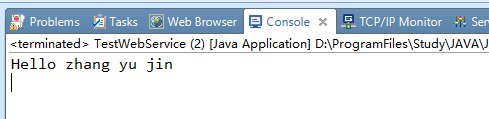 Problems Tasks Web Browser Console TCP/IP Monitor Ser
<terminated> TestWebService (2) [Java Application] D:\ProgramFiles\Study\JAVA\J
Hello zhang yu jin